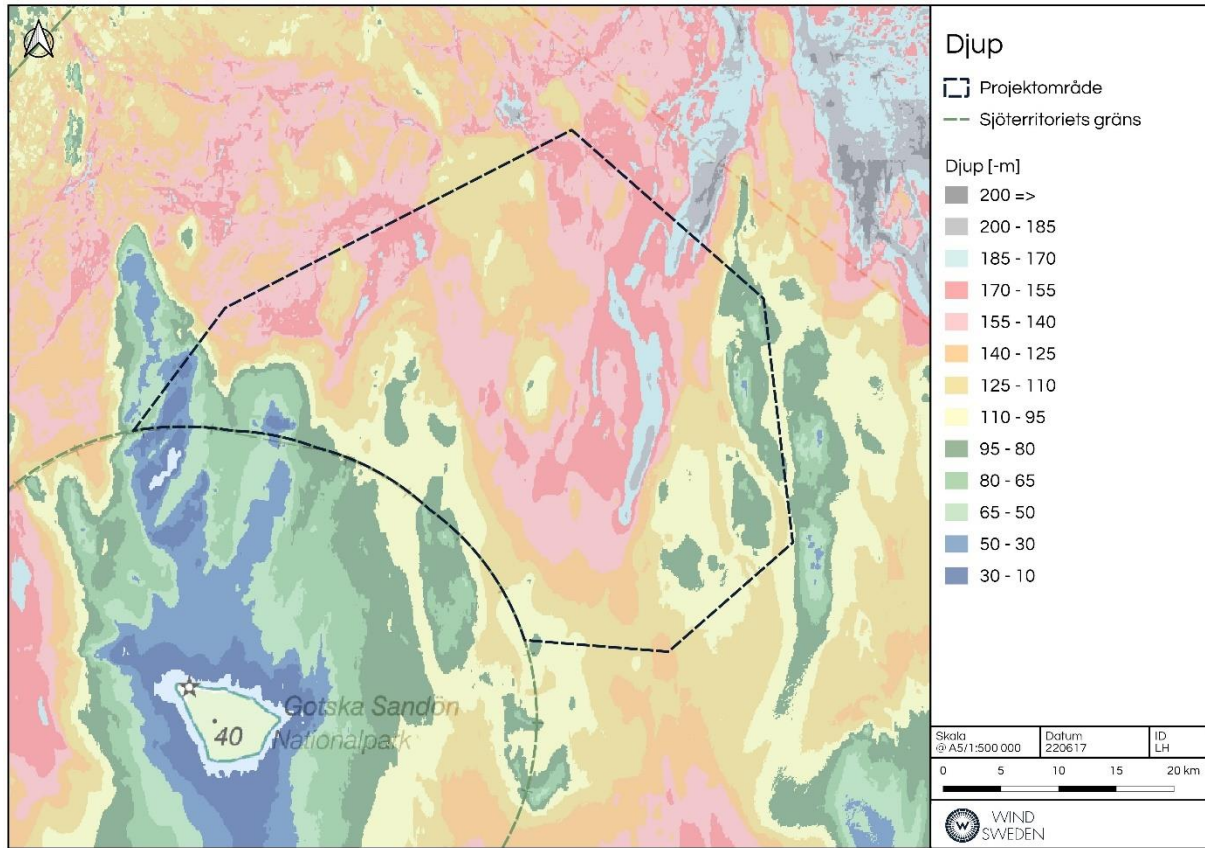 Djup
Projektområde
Sjöterritoriets gräns
Djup [-m]
200 =>
200 - 185
185 - 170
170 - 155
155 - 140
140 - 125
125 - 110
110 - 95
95 - 80
80 - 65
65 - 50
50 - 30
30 - 10
Gotska Sandön
Nationalpark
40
Skala
@ A5/1:500 000
Datum
220617
ID
LH
0 5 10 15 20 km
W
WIND
SWEDEN